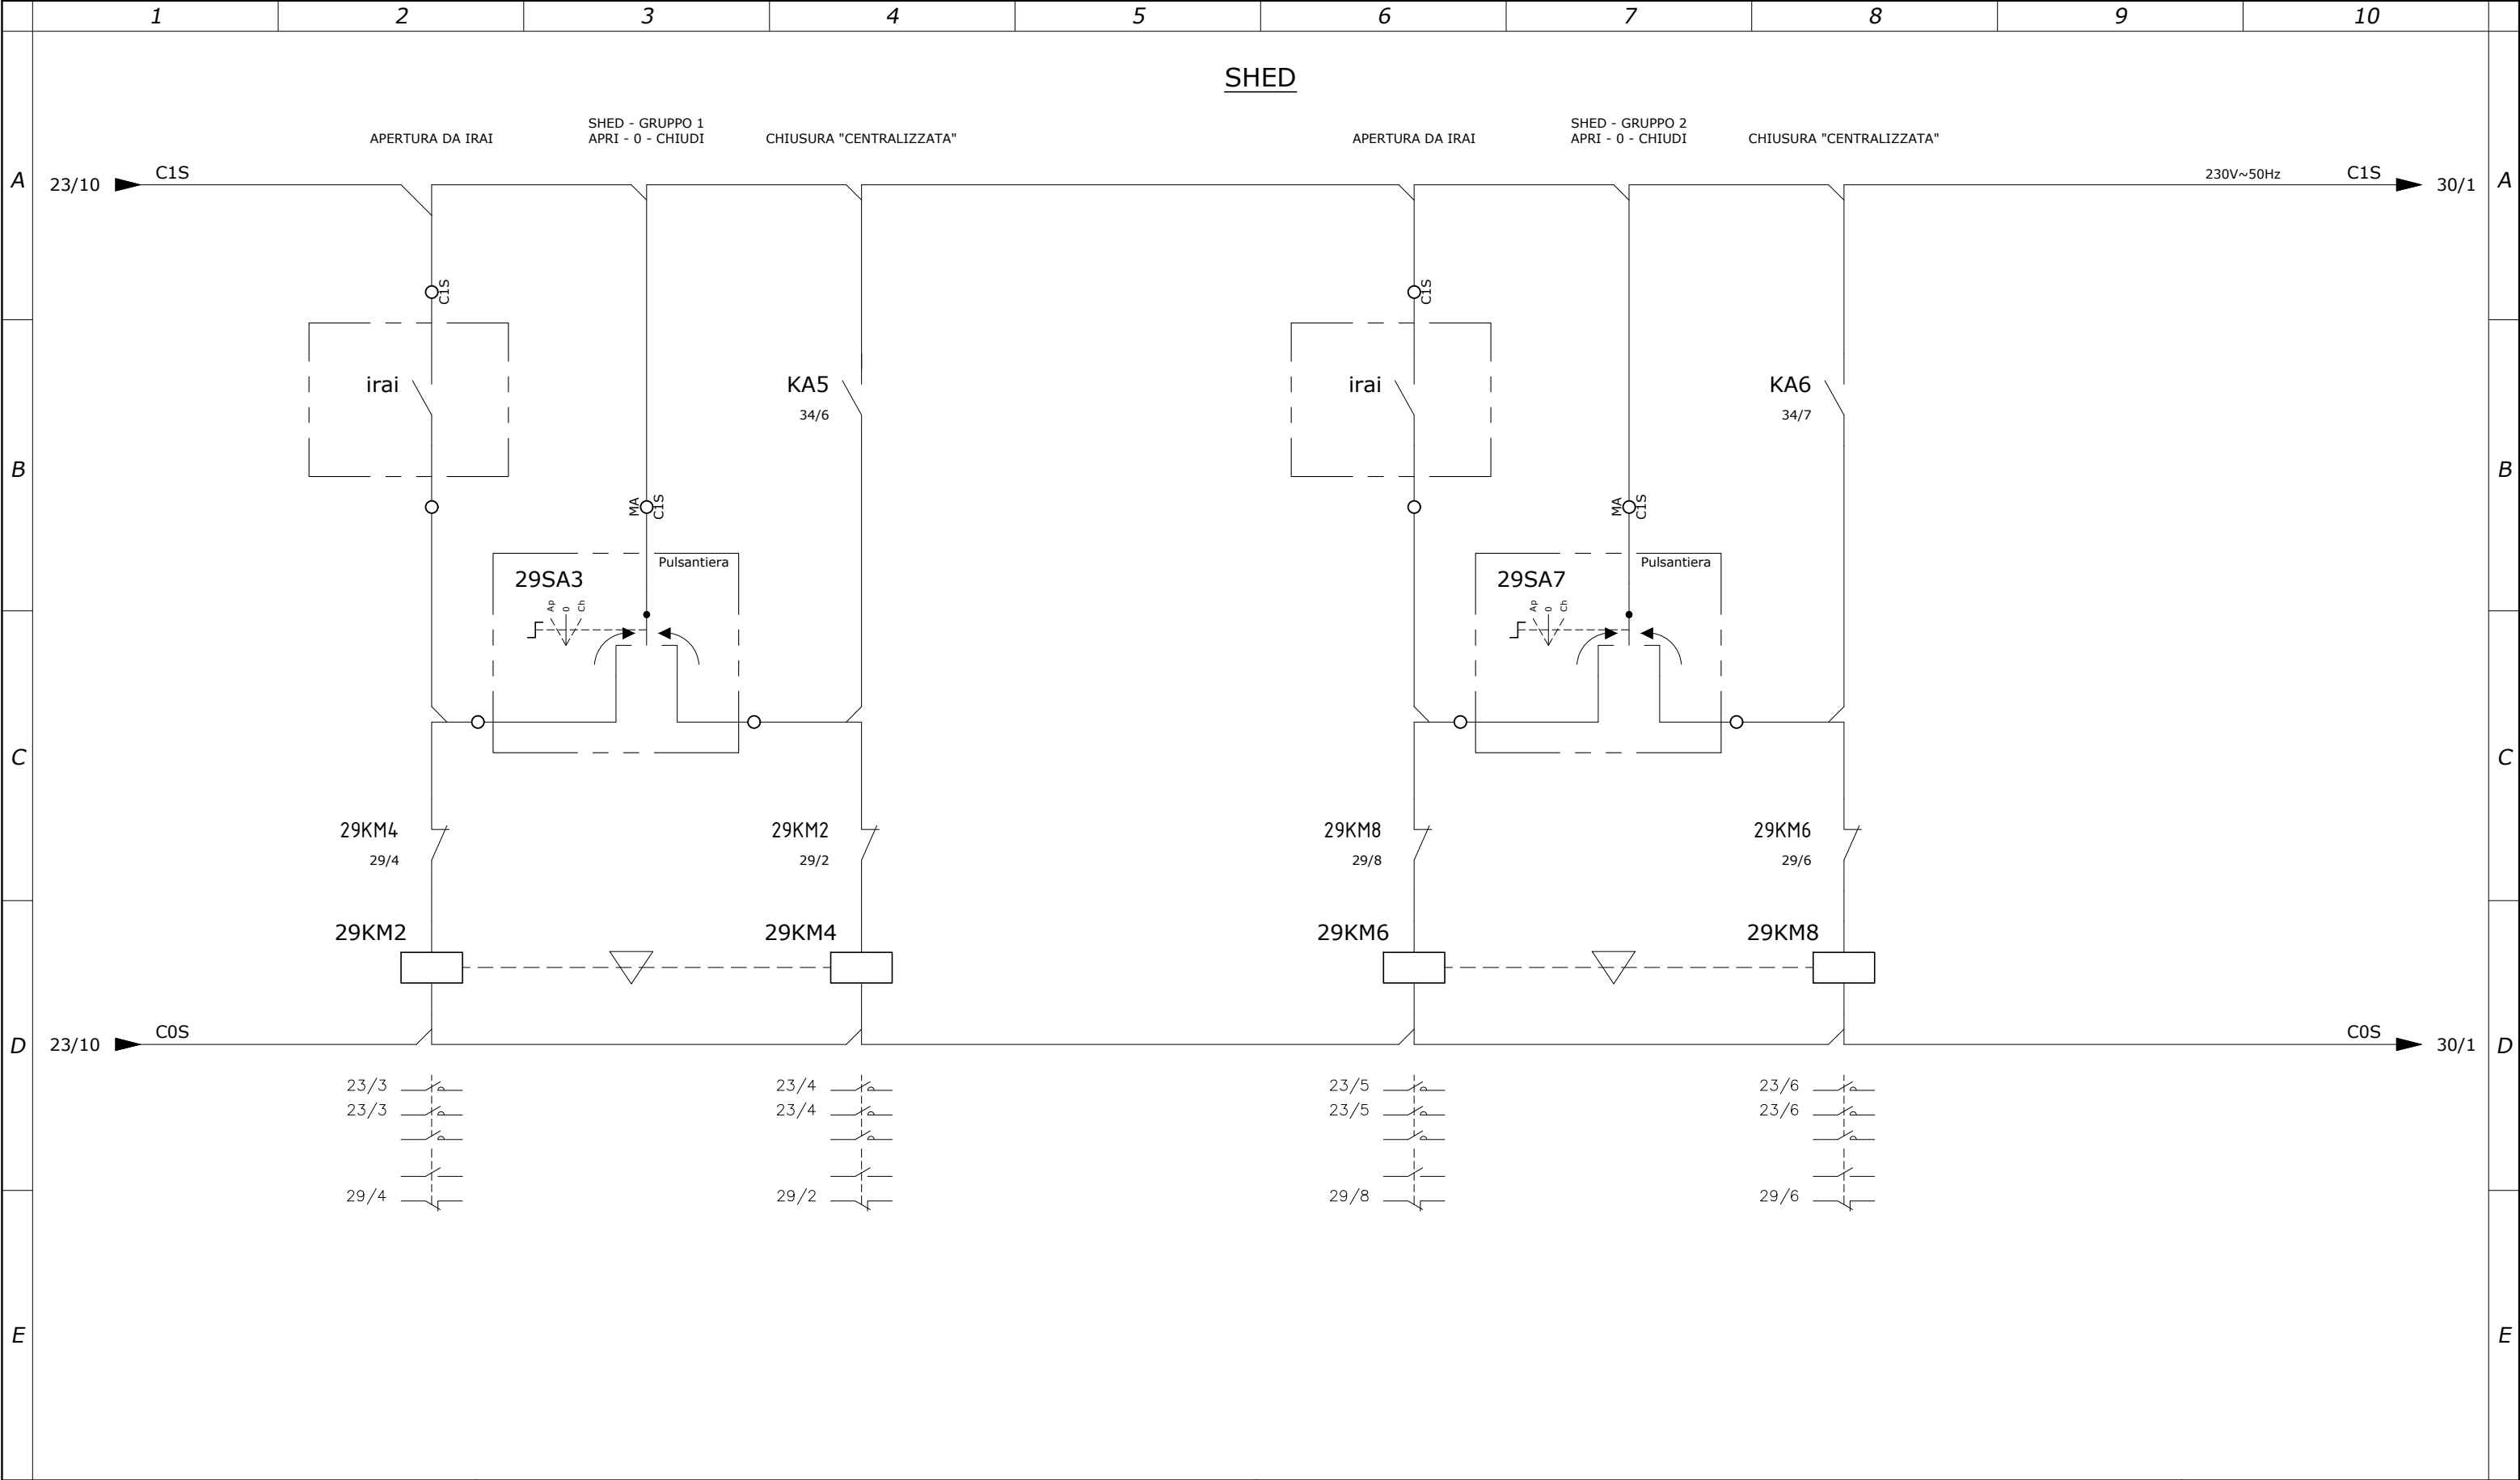 1 2 3 4 5 6 7 8 9 10
SHED
APERTURA DA IRAI
SHED - GRUPPO 1
APRI - 0 - CHIUDI
CHIUSURA "CENTRALIZZATA"
APERTURA DA IRAI
SHED - GRUPPO 2
APRI - 0 - CHIUDI
CHIUSURA "CENTRALIZZATA"
A 23/10 C1S 230V~50Hz C1S 30/1 A
C1S
C1S
irai
KA5
34/6
irai
KA6
34/7
B B
MA C1S
MA C1S
Pulsantiera
29SA3
Ap 0 Ch
Pulsantiera
29SA7
Ap 0 Ch
C C
29KM4
29/4
29KM2
29/2
29KM8
29/8
29KM6
29/6
29KM2 29KM4 29KM6 29KM8
D 23/10 C0S C0S 30/1 D
23/3 23/4 23/5 23/6
23/3 23/4 23/5 23/6
29/4 29/2 29/8 29/6
E E